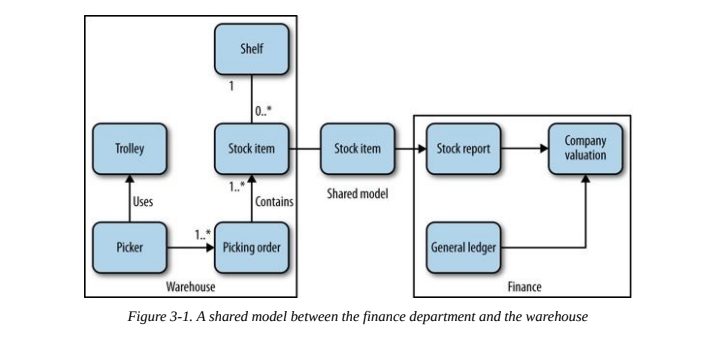 Shelf
1
0..*
Trolley
Stock item
Stock item
Stock report
Company
valuation
Shared model
1..*
Uses
Contains
Picker
1..*
Picking order
General ledger
Warehouse
Finance
Figure 3-1. A shared model between the finance department and the warehouse